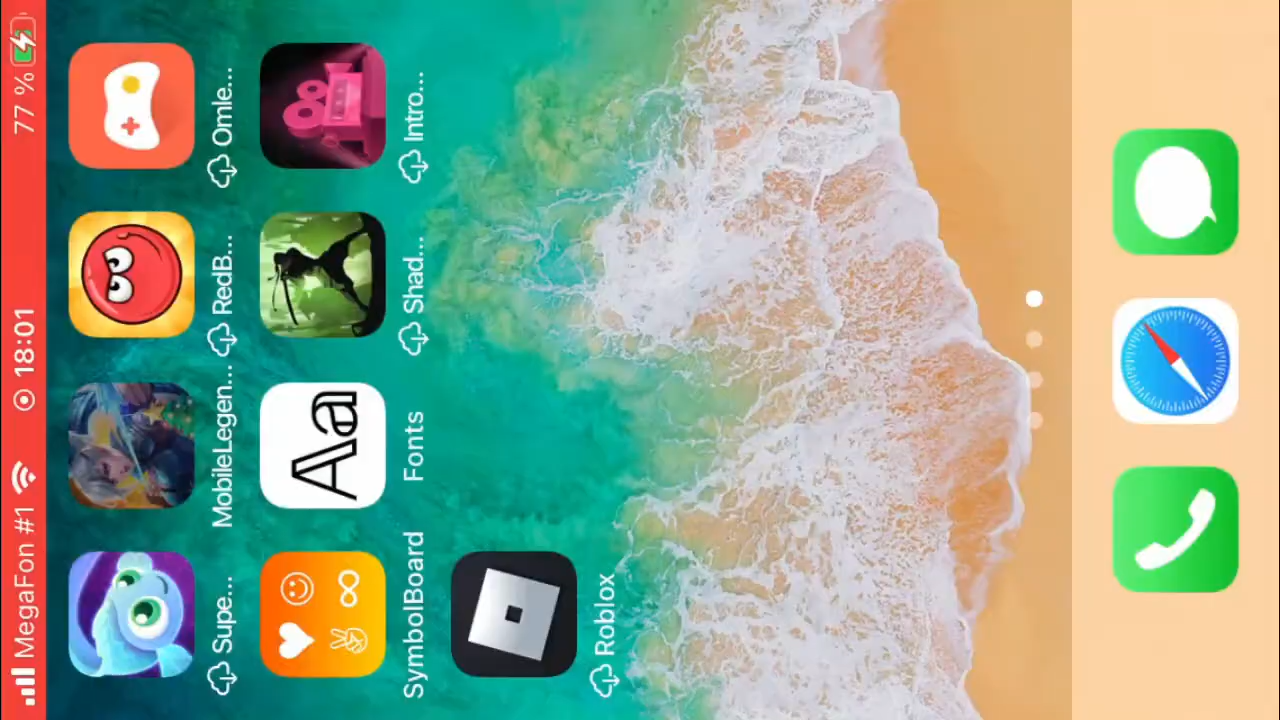 MegaFon #1 18:01 77 %
Supe... MobileLegen... RedB... Omle...
Aa
SymbolBoard Fonts Shad... Intro...
Roblox